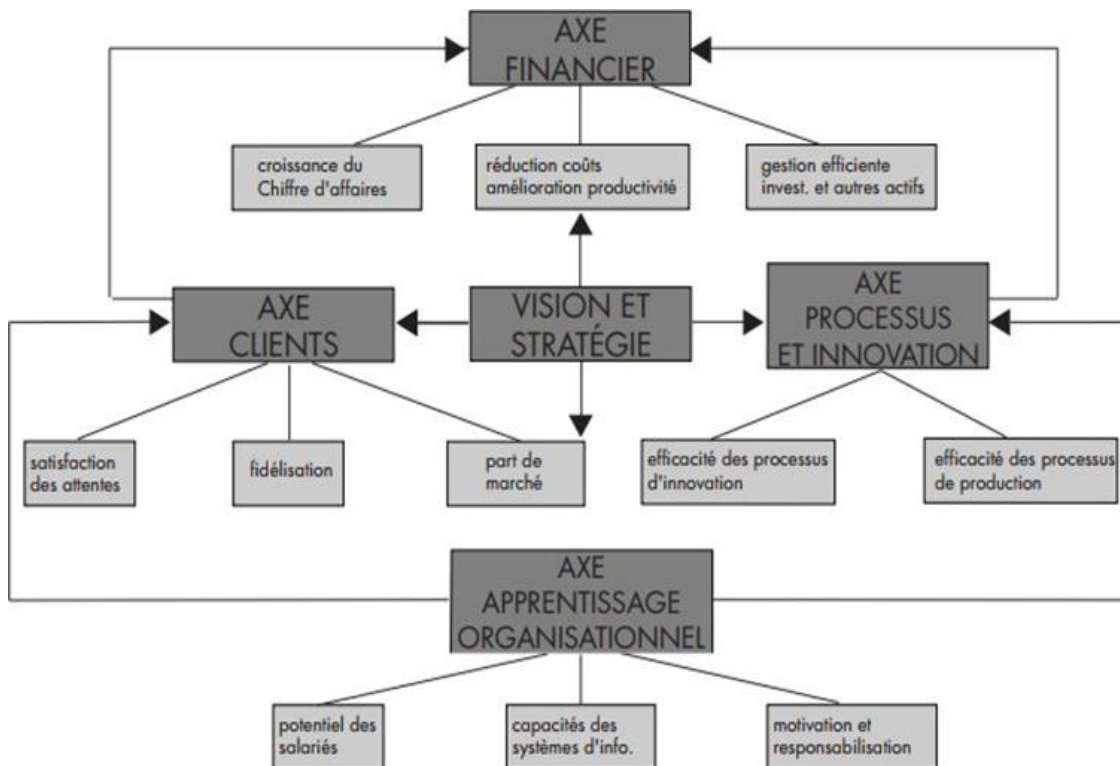 AXE
FINANCIER
croissance du
Chiffre d'affaires
réduction coûts
amélioration productivité
gestion efficiente
invest. et autres actifs
AXE
CLIENTS
VISION ET
STRATÉGIE
AXE
PROCESSUS
ET INNOVATION
satisfaction
des attentes
fidélisation
part de
marché
efficacité des processus
d'innovation
efficacité des processus
de production
AXE
APPRENTISSAGE
ORGANISATIONNEL
potentiel des
salariés
capacités des
systèmes d'info.
motivation et
responsabilisation